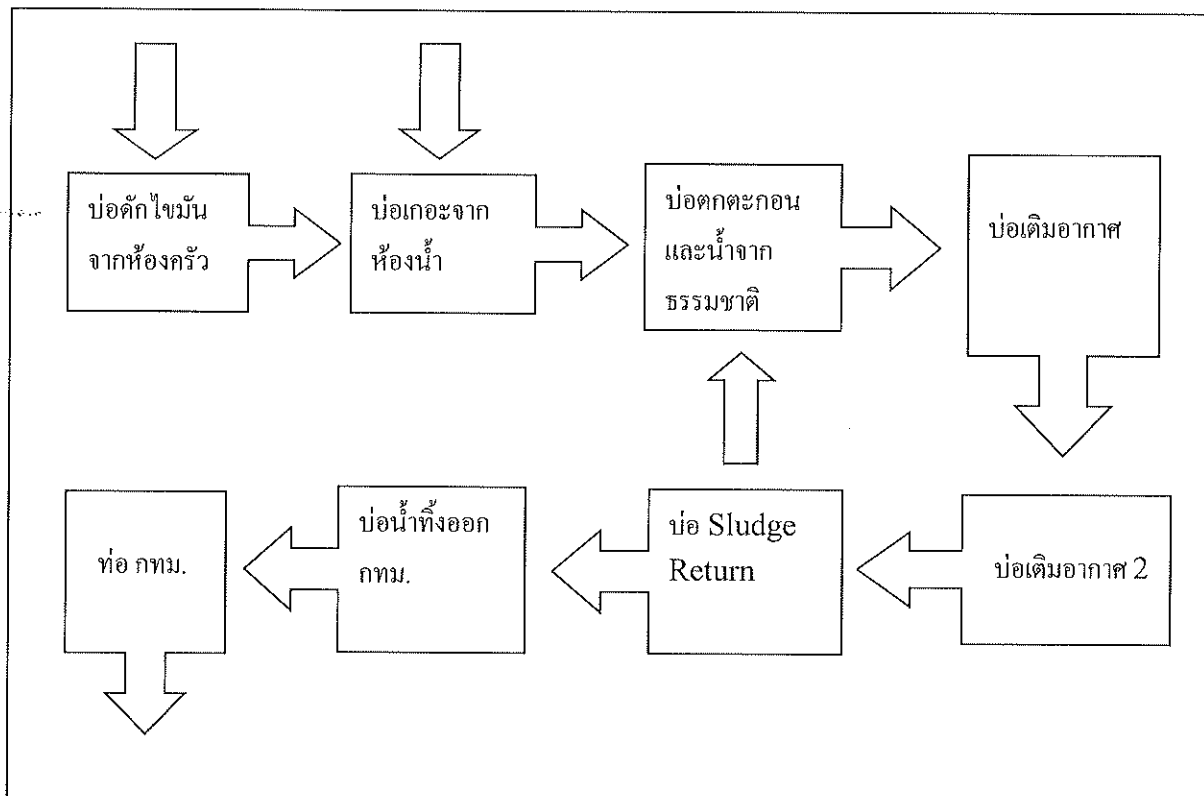 บ่อดักไขมัน
จากห้องครัว
บ่อเกอะจาก
ห้องน้ำ
บ่อตกตะกอน
และน้ำจาก
ธรรมชาติ
บ่อเติมอากาศ
บ่อเติมอากาศ 2
บ่อ Sludge
Return
บ่อน้ำทิ้งออก
กทม.
ท่อ กทม.